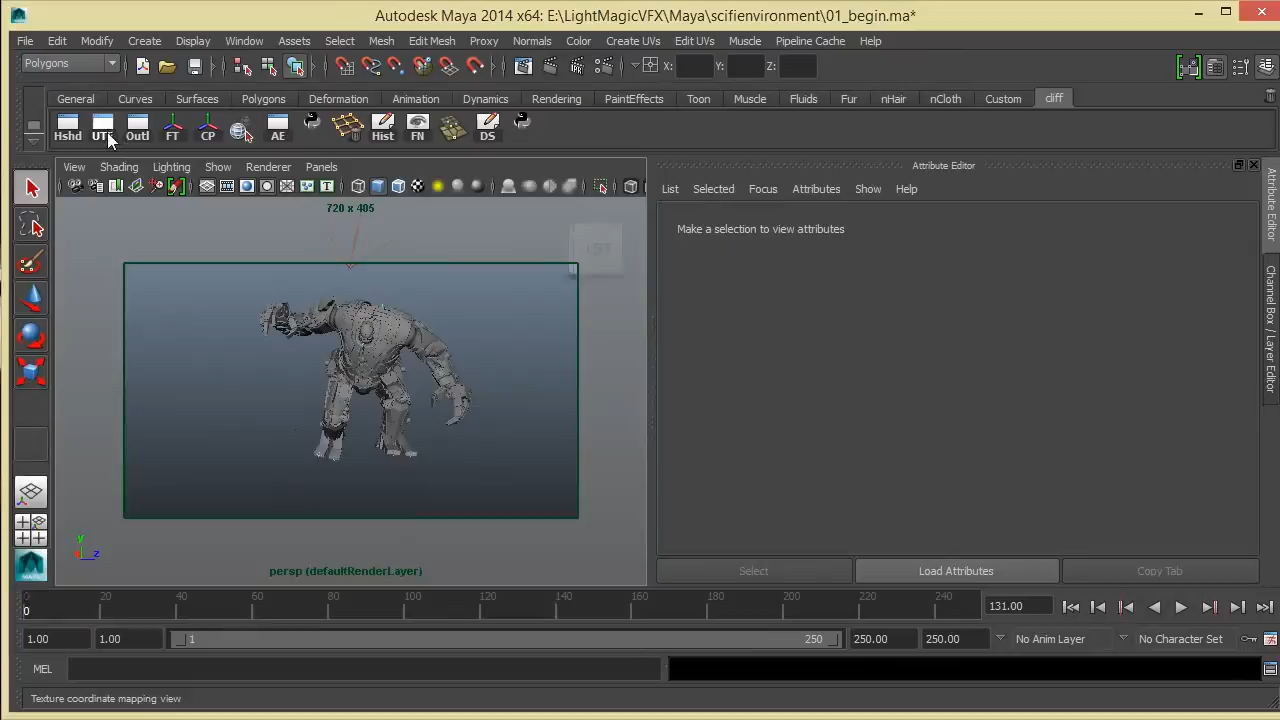 Autodesk Maya 2014 x64: E:\LightMagicVFX\Maya\scifienvironment\01_begin.ma*
File Edit Modify Create Display Window Assets Select Mesh Edit Mesh Proxy Normals Color Create UVs Edit UVs Muscle Pipeline Cache Help
Polygons X: Y: Z:
General Curves Surfaces Polygons Deformation Animation Dynamics Rendering PaintEffects Toon Muscle Fluids Fur nHair nCloth Custom cliff
Hshd UTE Outl FT CP AE Hist FN DS
View Shading Lighting Show Renderer Panels
Attribute Editor
List Selected Focus Attributes Show Help
720 x 405
Make a selection to view attributes
Attribute Editor
Channel Box / Layer Editor
y
z
persp (defaultRenderLayer)
Select Load Attributes Copy Tab
0 20 40 60 80 100 120 140 160 180 200 220 240
0
131.00
1.00 1.00 1 250 250.00 250.00 No Anim Layer No Character Set
MEL
Texture coordinate mapping view